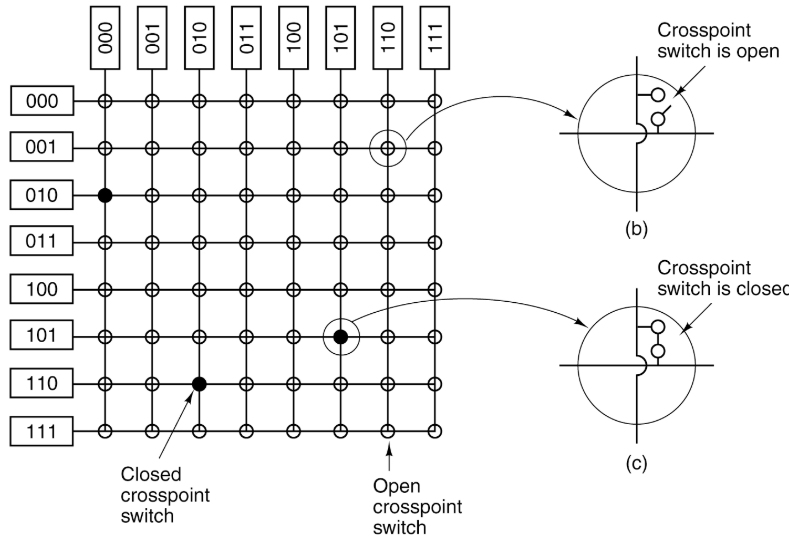 000
001
010
011
100
101
110
111
000
001
010
011
100
101
110
111
Crosspoint
switch is open
(b)
Crosspoint
switch is closed
(c)
Closed
crosspoint
switch
Open
crosspoint
switch